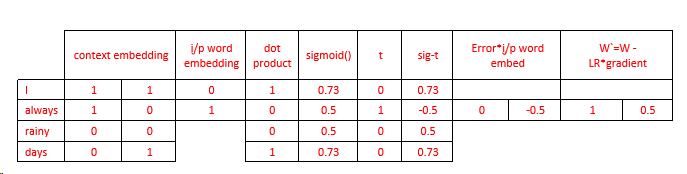 context embedding i/p word embedding dot product sigmoid() t sig-t Error*i/p word embed W`=W - LR*gradient
I 1 1 0 1 0.73 0 0.73
always 1 0 1 0 0.5 1 -0.5 0 -0.5 1 0.5
rainy 0 0 0 0.5 0 0.5
days 0 1 1 0.73 0 0.73